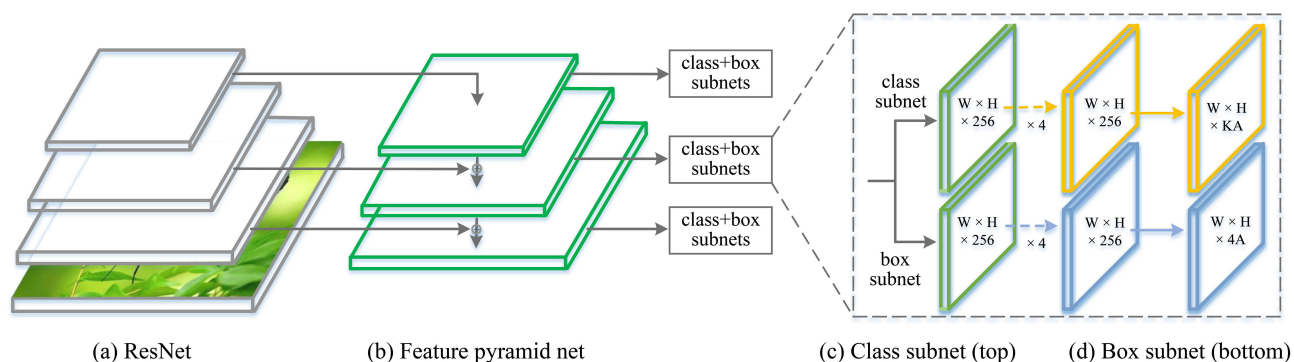 class+box
subnets
class+box
subnets
class+box
subnets
class
subnet
W × H
× 256
× 4
W × H
× 256
W × H
× KA
box
subnet
W × H
× 256
× 4
W × H
× 256
W × H
× 4A
(a) ResNet
(b) Feature pyramid net
(c) Class subnet (top)
(d) Box subnet (bottom)